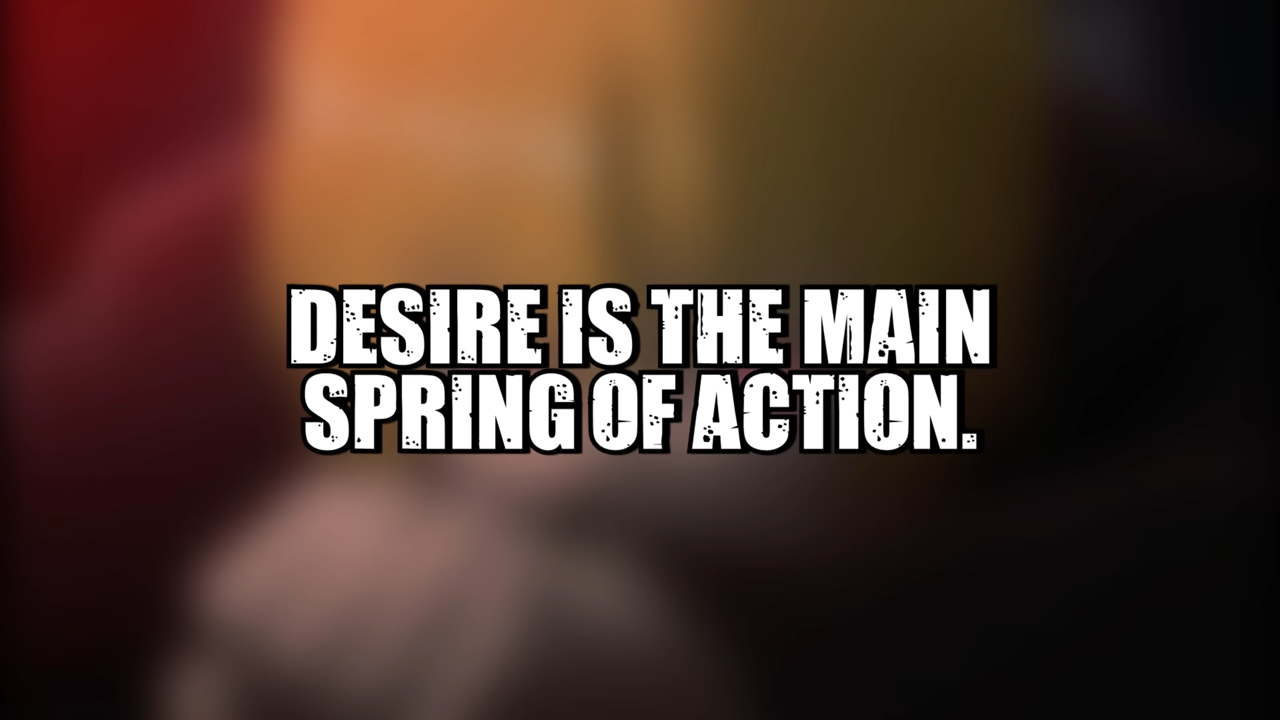 DESIRE IS THE MAIN
SPRING OF ACTION.